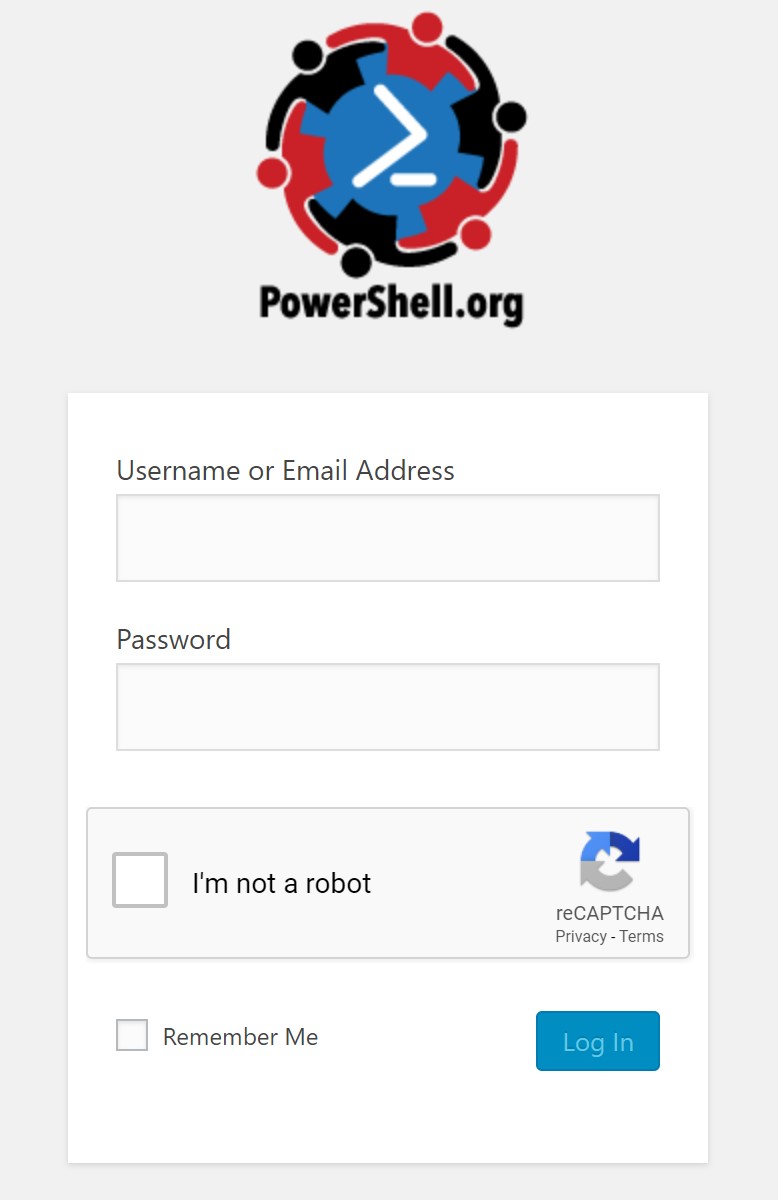 PowerShell.org
Username or Email Address
Password
I'm not a robot
reCAPTCHA
Privacy - Terms
Remember Me
Log In